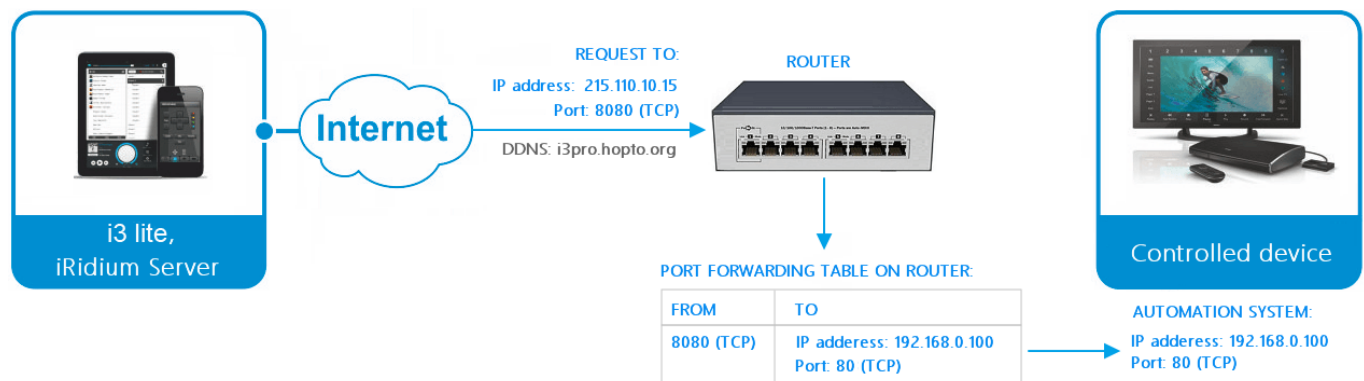 i3 lite,
iRidium Server
Internet
REQUEST TO:
IP address: 215.110.10.15
Port: 8080 (TCP)
DDNS: i3pro.hopto.org
ROUTER
PORT FORWARDING TABLE ON ROUTER:
FROM TO
8080 (TCP) IP adderess: 192.168.0.100
Port: 80 (TCP)
Controlled device
AUTOMATION SYSTEM:
IP adderess: 192.168.0.100
Port: 80 (TCP)